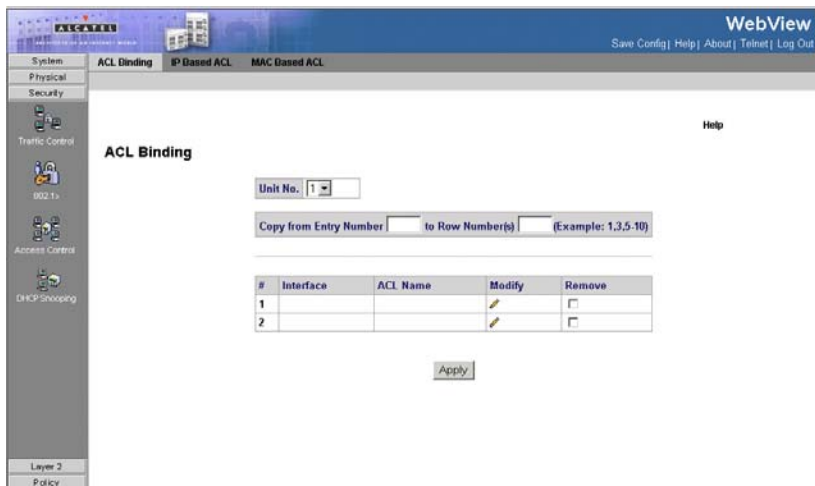 ALCATEL
WebView
Save Config| Help| About| Telnet| Log Out
System
ACL Binding
IP Based ACL
MAC Based ACL
Physical
Security
Help
Traffic Control
ACL Binding
Unit No. 1
802.1x
Copy from Entry Number to Row Number(s) (Example: 1,3,5-10)
Access Control
# Interface ACL Name Modify Remove
DHCP Snooping
1
2
Apply
Layer 2
Policy